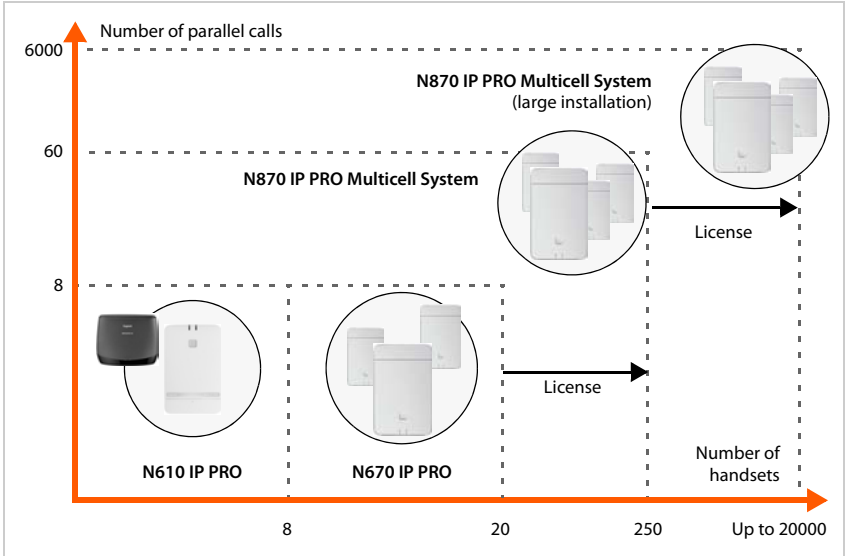 Number of parallel calls
6000
N870 IP PRO Multicell System
(large installation)
60
N870 IP PRO Multicell System
License
8
License
Number of
handsets
N610 IP PRO
N670 IP PRO
8
20
250
Up to 20000